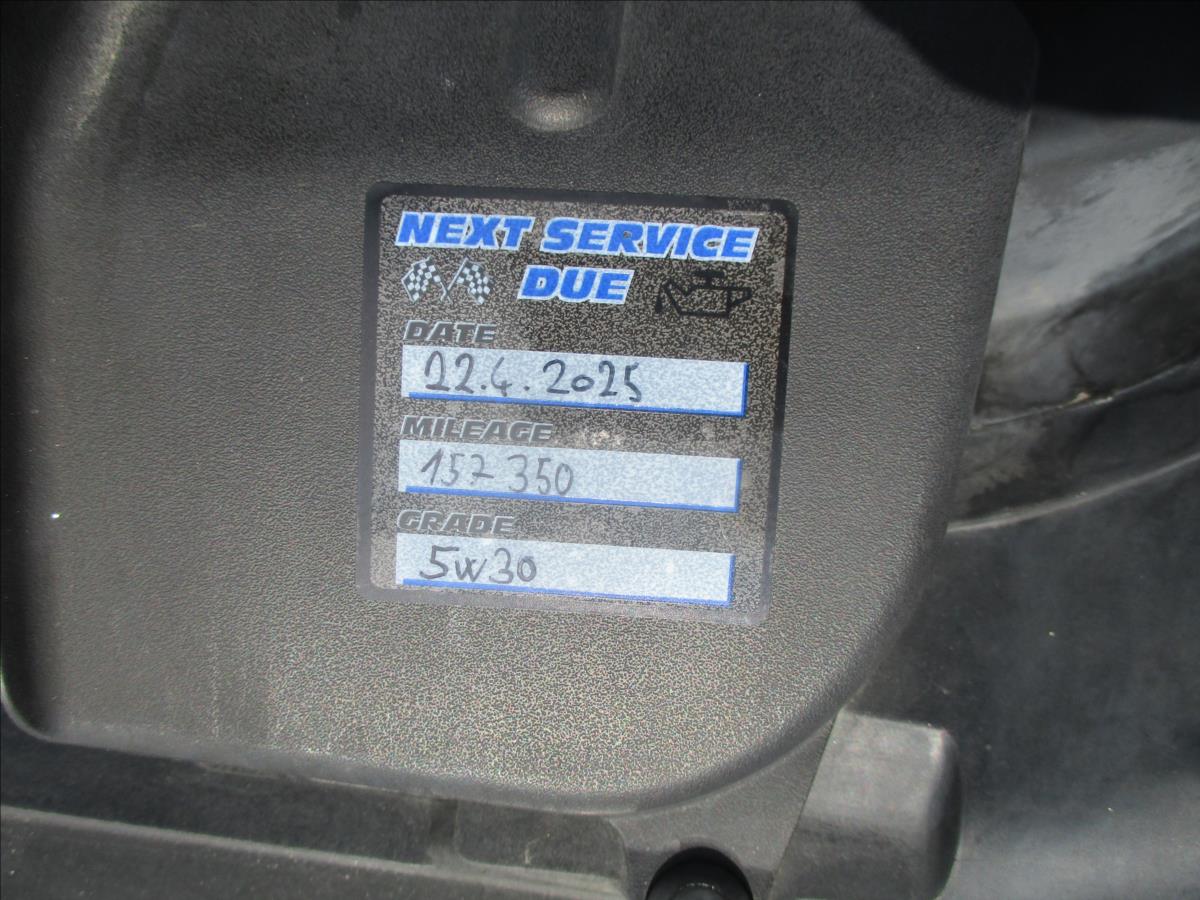 NEXT SERVICE
DUE
DATE
22.4.2025
MILEAGE
157 350
GRADE
5W30